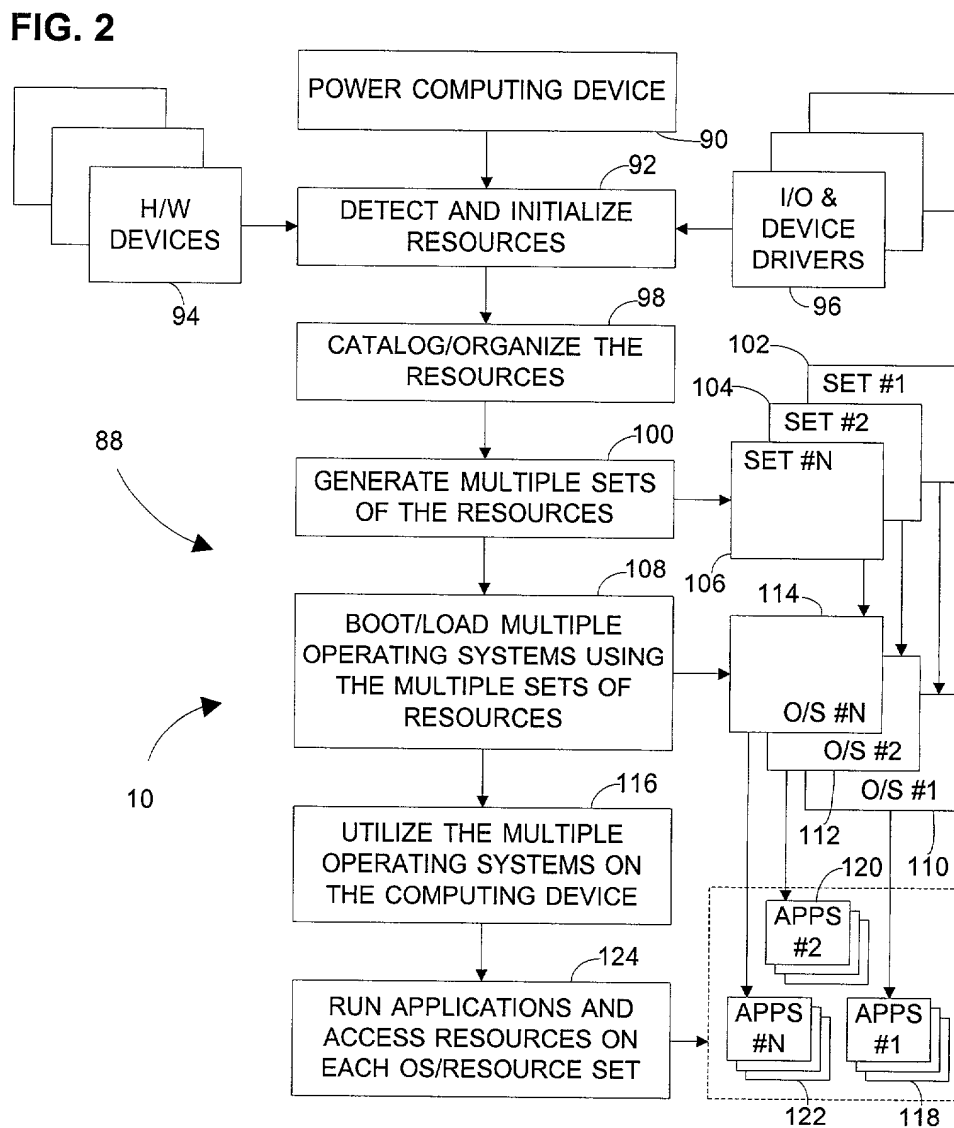 FIG. 2
POWER COMPUTING DEVICE
90
92
H/W
DEVICES
94
DETECT AND INITIALIZE
RESOURCES
I/O &
DEVICE
DRIVERS
96
98
CATALOG/ORGANIZE THE
RESOURCES
102
SET #1
104
SET #2
SET #N
106
88
100
GENERATE MULTIPLE SETS
OF THE RESOURCES
108
BOOT/LOAD MULTIPLE
OPERATING SYSTEMS USING
THE MULTIPLE SETS OF
RESOURCES
114
O/S #N
O/S #2
O/S #1
112
110
10
116
UTILIZE THE MULTIPLE
OPERATING SYSTEMS ON
THE COMPUTING DEVICE
120
APPS
#2
124
RUN APPLICATIONS AND
ACCESS RESOURCES ON
EACH OS/RESOURCE SET
APPS
#N
122
APPS
#1
118